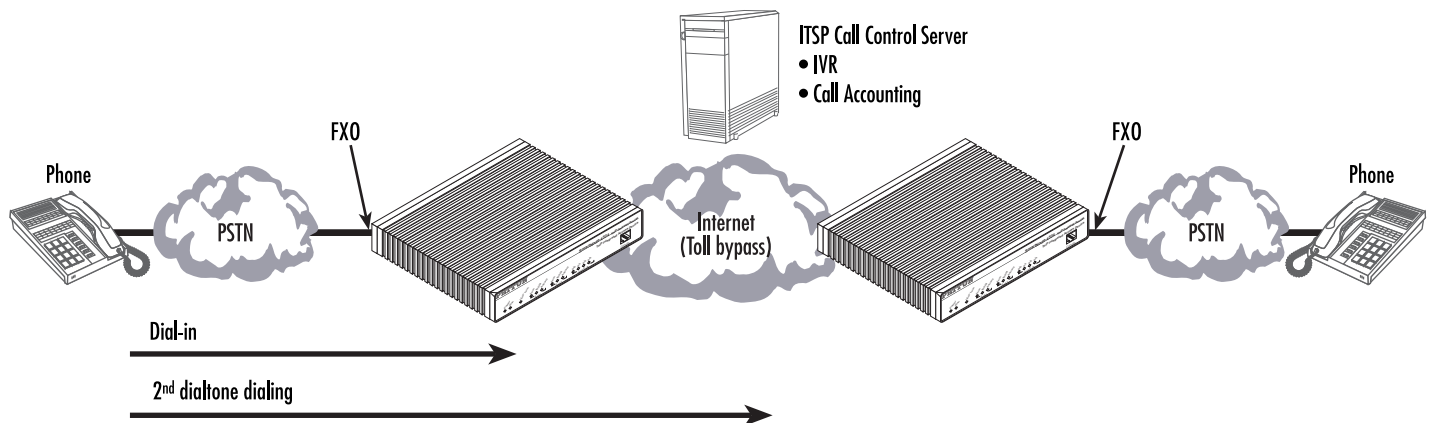 ITSP Call Control Server
• IVR
• Call Accounting
FXO
FXO
Phone
Phone
PSTN
Internet
(Toll bypass)
PSTN
Dial-in
2nd dialtone dialing